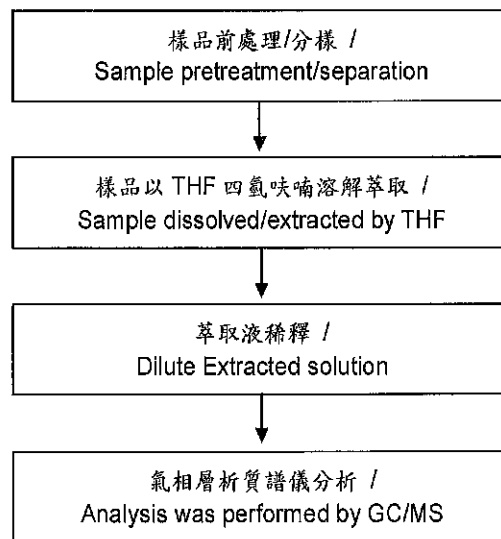 樣品前處理/分樣 /
Sample pretreatment/separation
樣品以 THF 四氫呋喃溶解萃取 /
Sample dissolved/extracted by THF
萃取液稀釋 /
Dilute Extracted solution
氣相層析質譜儀分析 /
Analysis was performed by GC/MS